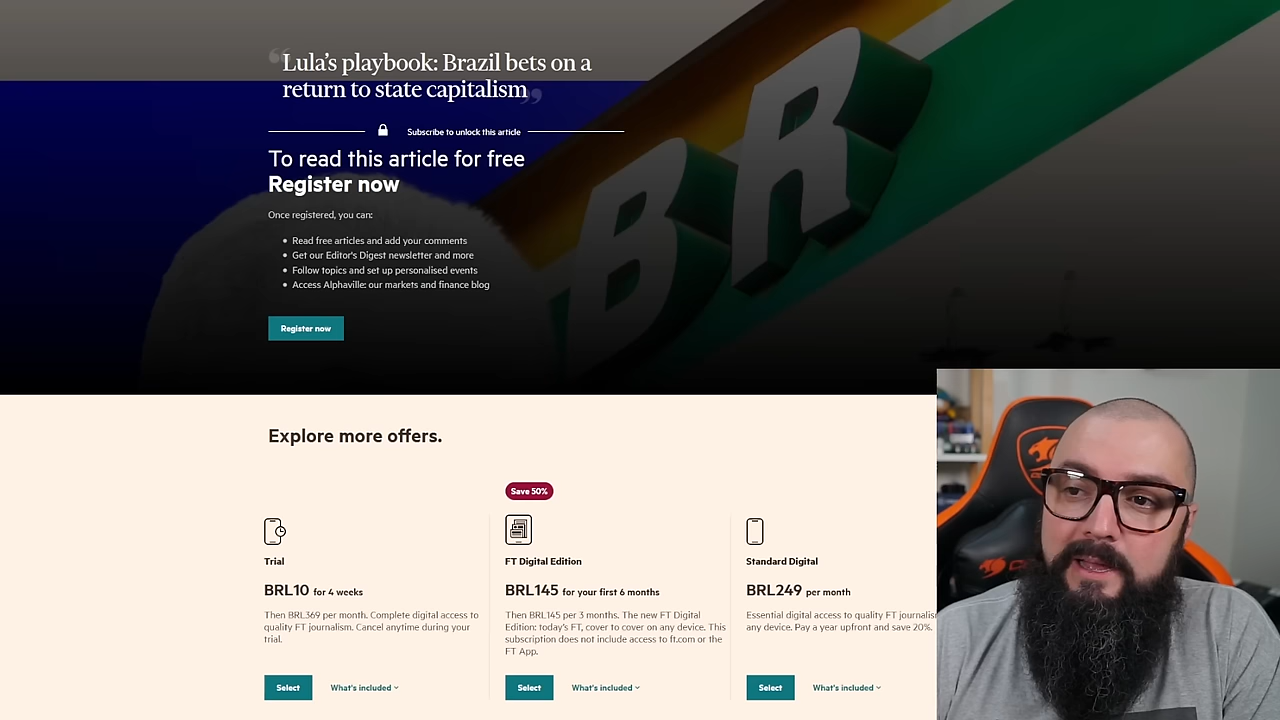 “Lula’s playbook: Brazil bets on a
return to state capitalism”
Subscribe to unlock this article
To read this article for free
Register now
Once registered, you can:
• Read free articles and add your comments
• Get our Editor's Digest newsletter and more
• Follow topics and set up personalised events
• Access Alphaville: our markets and finance blog
Register now
BR
Explore more offers.
Save 50%
Trial
BRL10 for 4 weeks
Then BRL369 per month. Complete digital access to
quality FT journalism. Cancel anytime during your
trial.
Select What's included
FT Digital Edition
BRL145 for your first 6 months
Then BRL145 per 3 months. The new FT Digital
Edition: today's FT, cover to cover on any device. This
subscription does not include access to ft.com or the
FT App.
Select What's included
Standard Digital
BRL249 per month
Essential digital access to quality FT
any device. Pay a year upfront and save 20%.
Select What's included